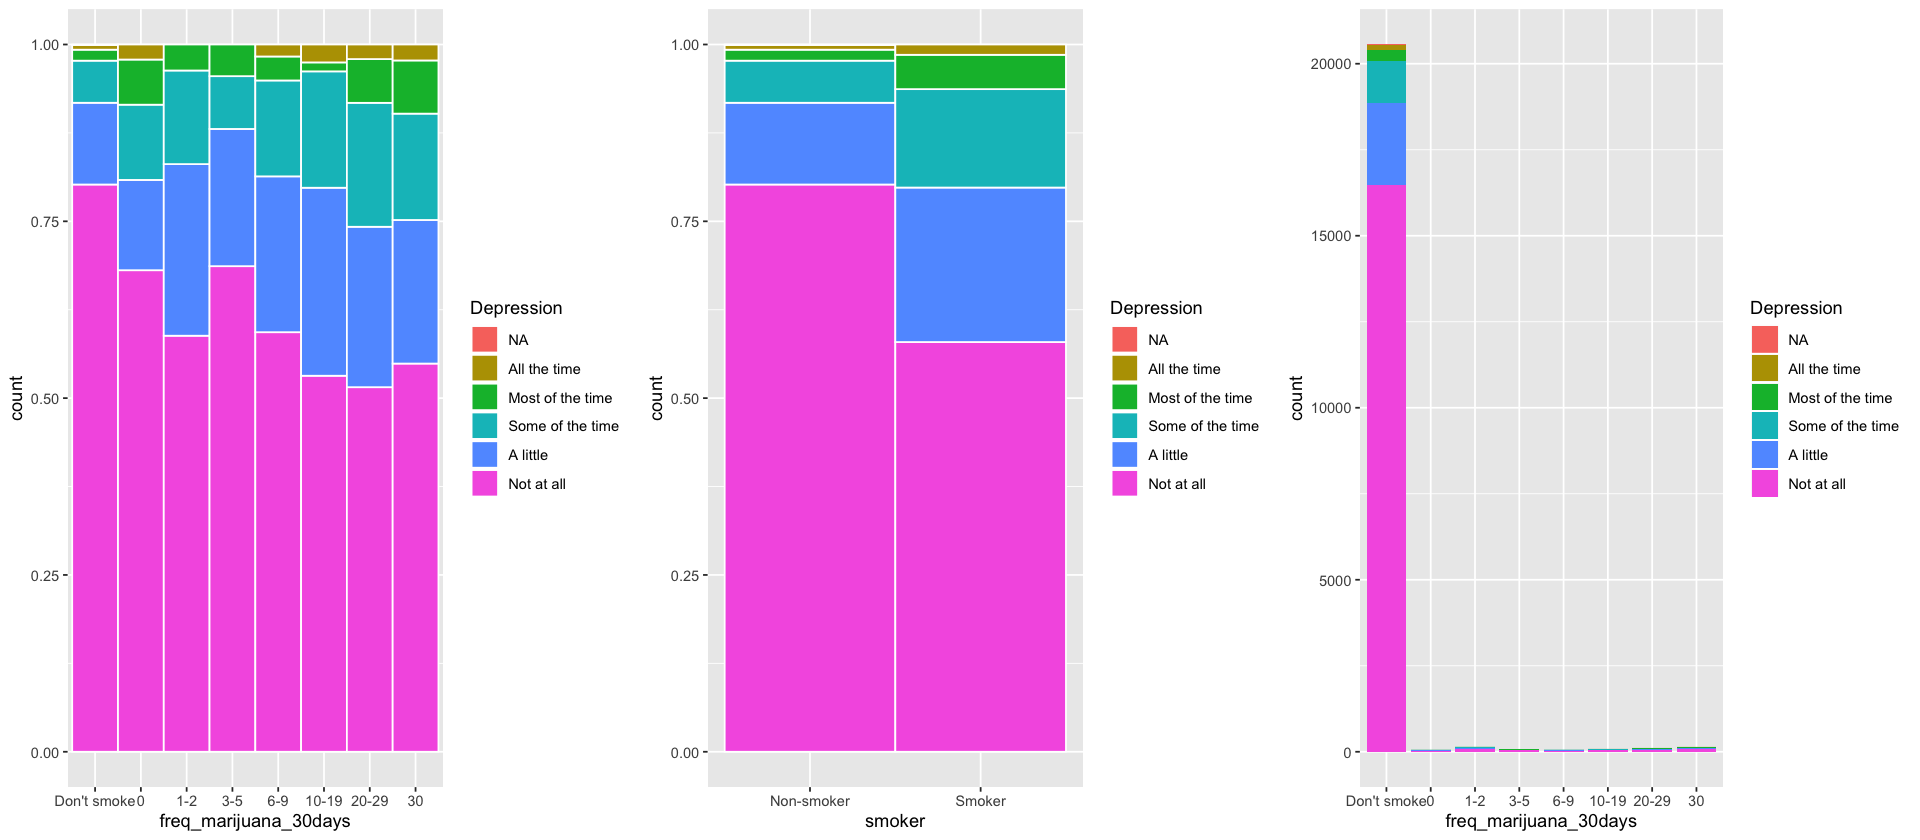 1.00
0.75
0.50
0.25
0.00
count
Don't smoke 0 1-2 3-5 6-9 10-19 20-29 30
freq_marijuana_30days
Depression
NA
All the time
Most of the time
Some of the time
A little
Not at all
1.00
0.75
0.50
0.25
0.00
count
Non-smoker Smoker
smoker
Depression
NA
All the time
Most of the time
Some of the time
A little
Not at all
20000
15000
10000
5000
0
count
Don't smoke 0 1-2 3-5 6-9 10-19 20-29 30
freq_marijuana_30days
Depression
NA
All the time
Most of the time
Some of the time
A little
Not at all